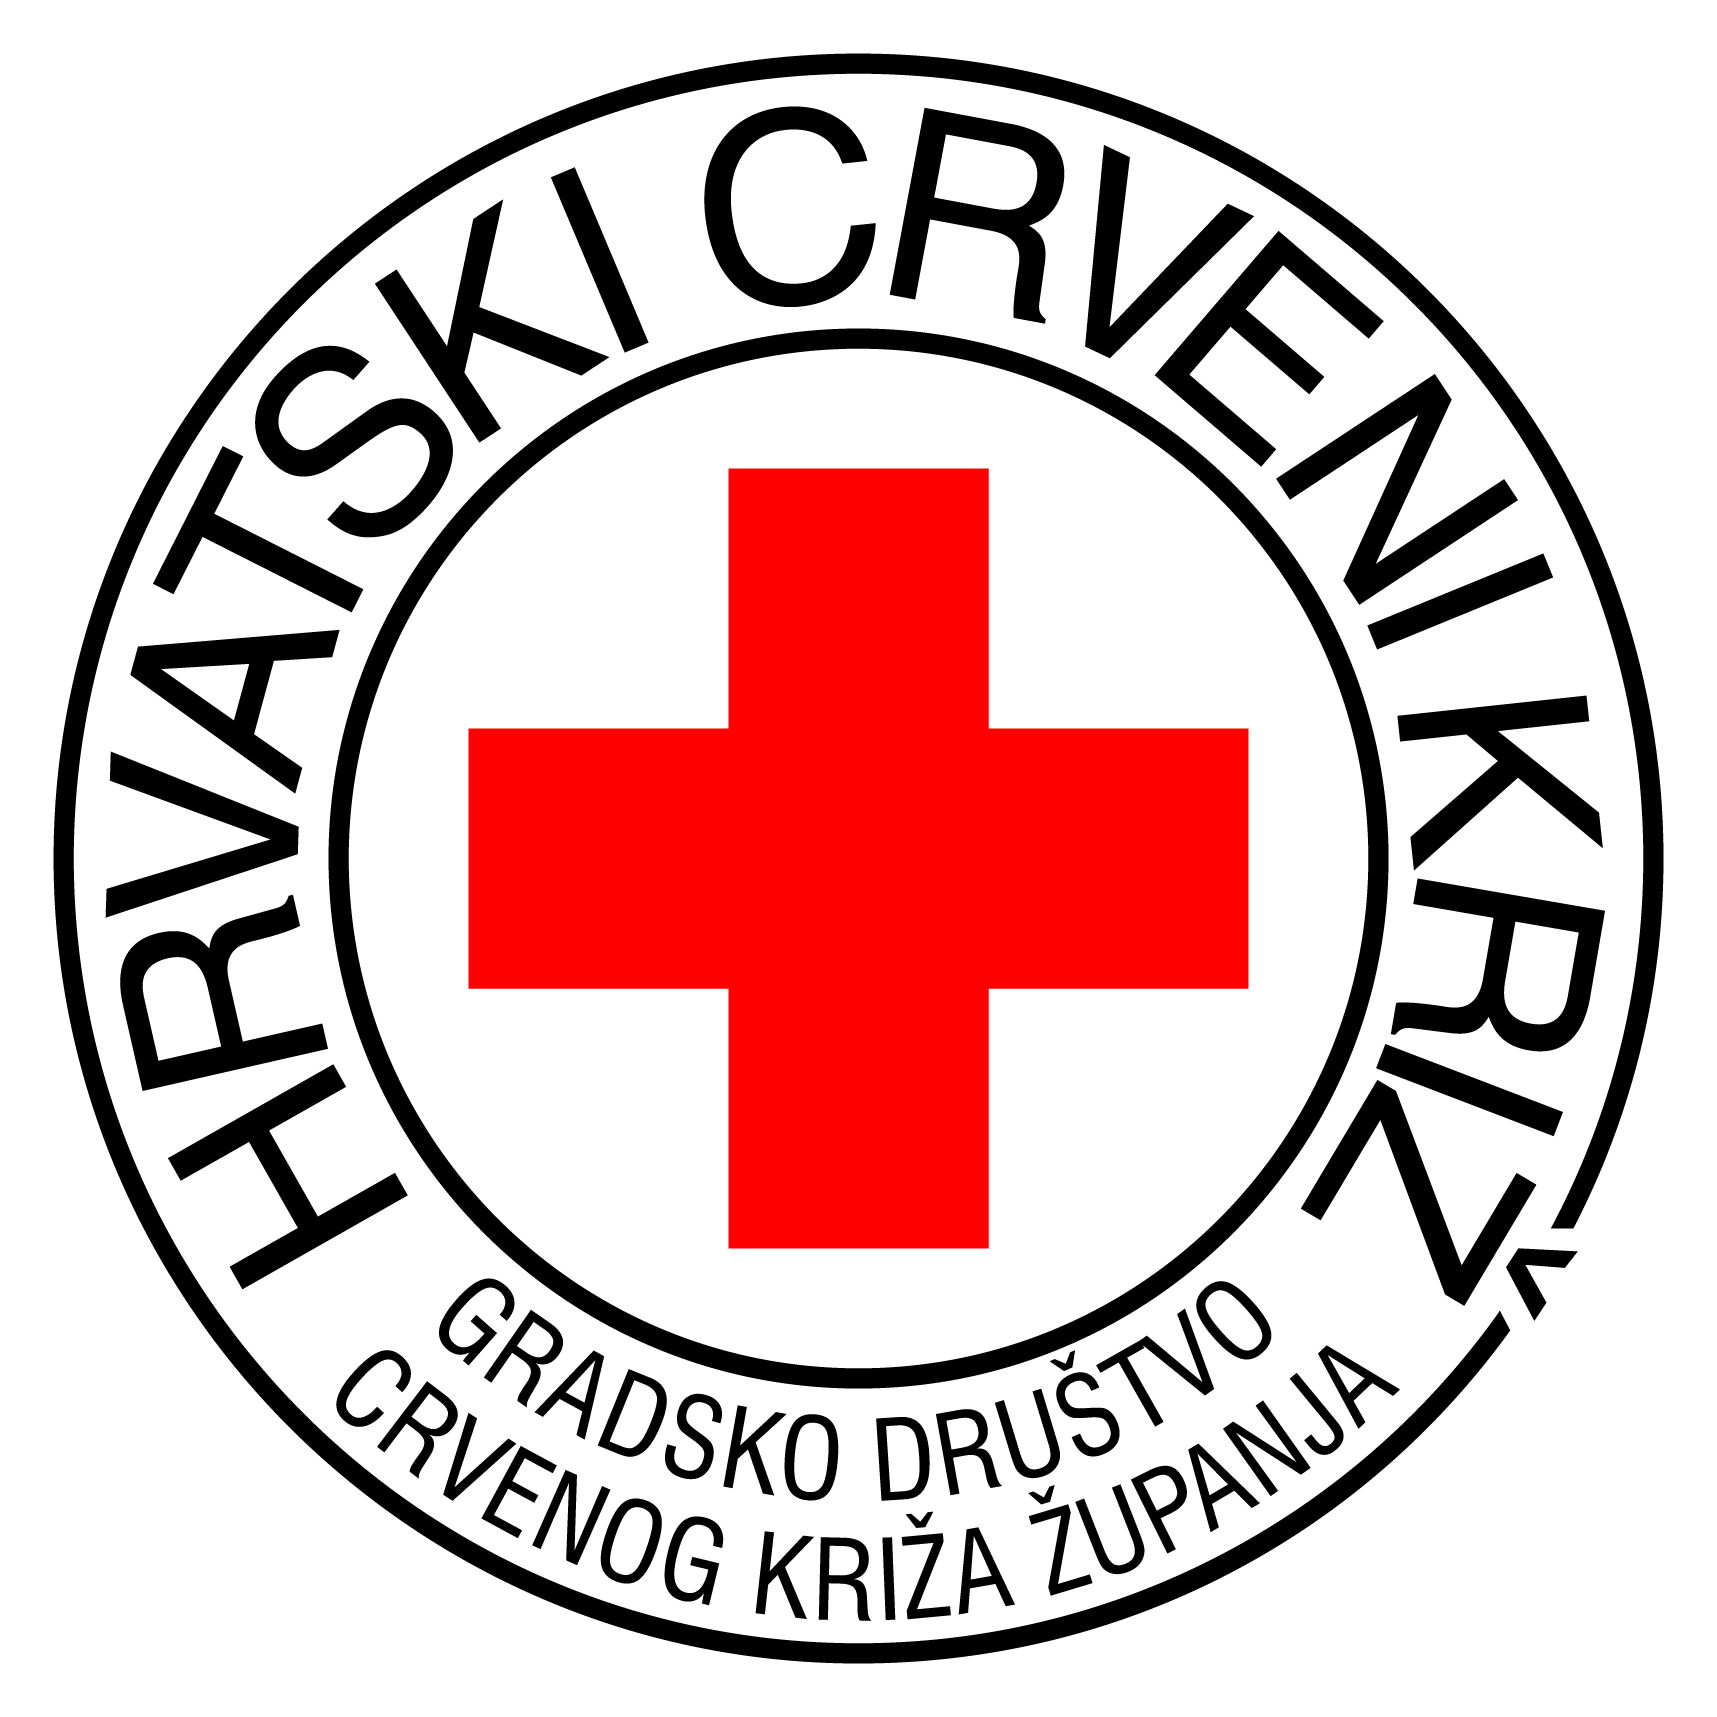 HRVATSKI CRVENI KRIŽ
GRADSKO DRUŠTVO
CRVENOG KRIŽA ŽUPANJA